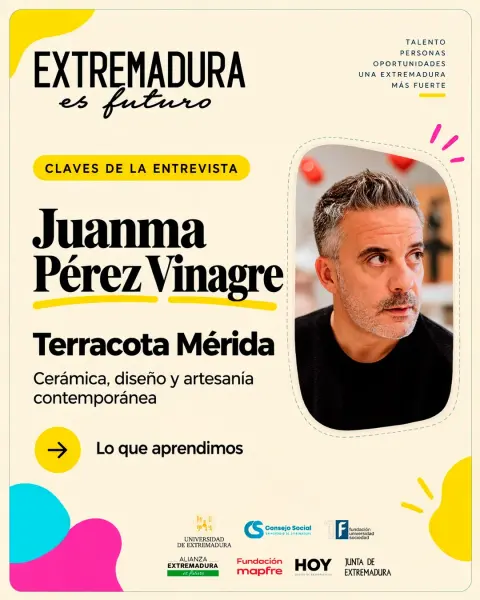 EXTREMADURA
es futuro
TALENTO
PERSONAS
OPORTUNIDADES
UNA EXTREMADURA
MÁS FUERTE
CLAVES DE LA ENTREVISTA
Juanma
Pérez Vinagre
Terracota Mérida
Cerámica, diseño y artesanía
contemporánea
→ Lo que aprendimos
UNIVERSIDAD
DE EXTREMADURA
CS Consejo Social
F fundación
universidad
sociedad
ALIANZA
EXTREMADURA
es futuro
Fundación
mapfre
HOY
JUNTA DE
EXTREMADURA